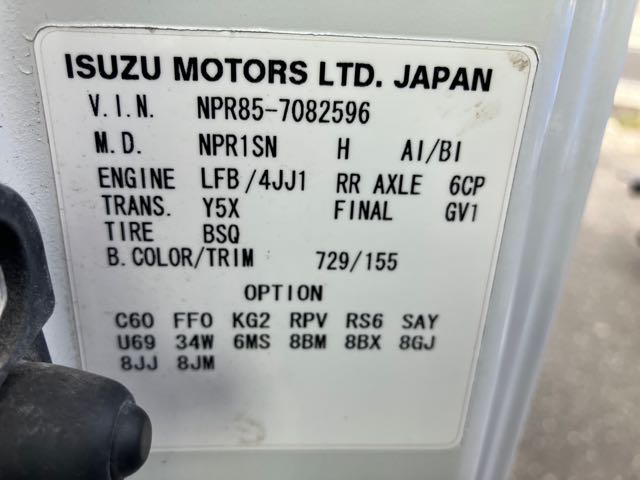 ISUZU MOTORS LTD. JAPAN
V.I.N. NPR85-7082596
M.D. NPR1SN H AI/BI
ENGINE LFB/4JJ1 RR AXLE 6CP
TRANS. Y5X FINAL GV1
TIRE BSQ
B.COLOR/TRIM 729/155
OPTION
C60 FF0 KG2 RPV RS6 SAY
U69 34W 6MS 8BM 8BX 8GJ
8JJ 8JM